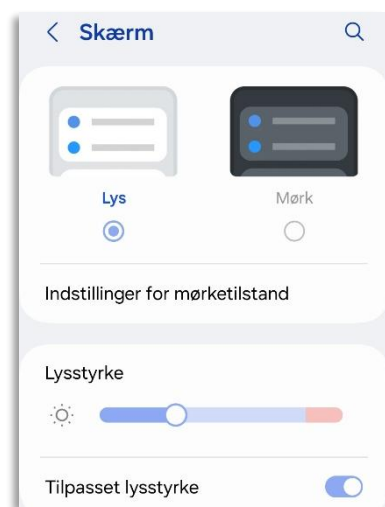 Skærm
Lys Mørk
Indstillinger for mørketilstand
Lysstyrke
Tilpasset lysstyrke